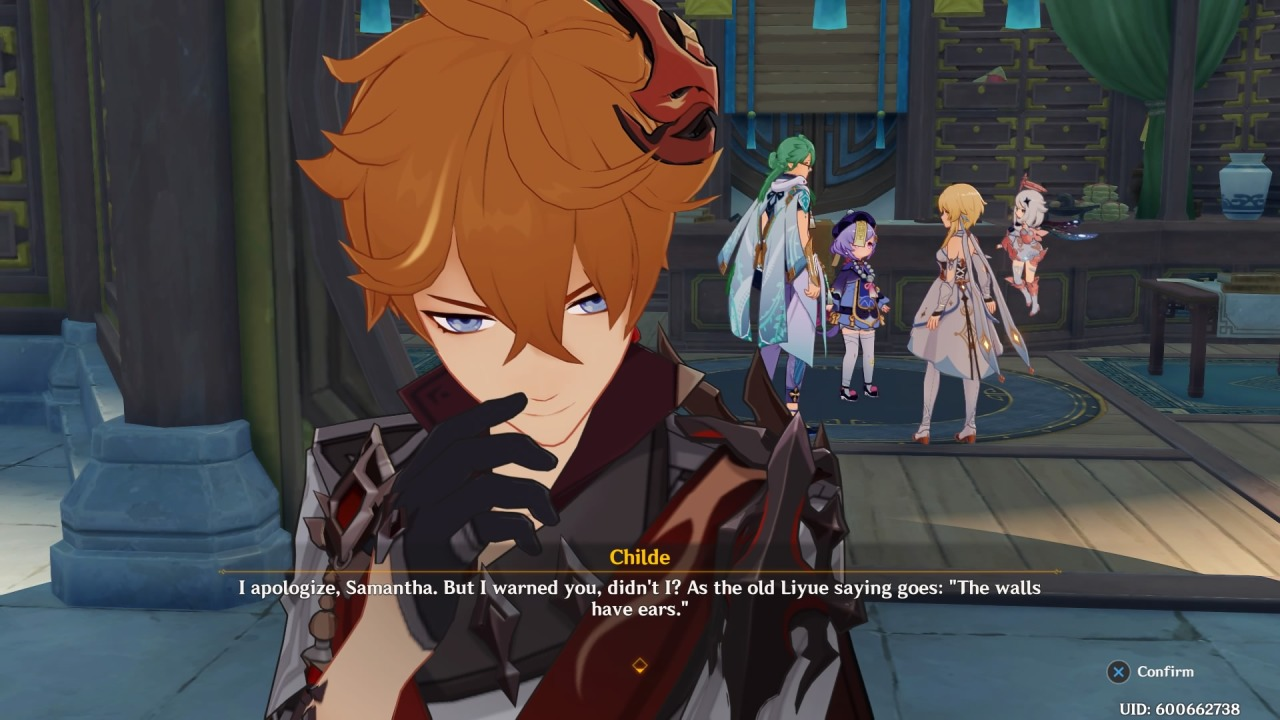 Childe
I apologize, Samantha. But I warned you, didn't I? As the old Liyue saying goes: "The walls
have ears."
Confirm
UID: 600662738